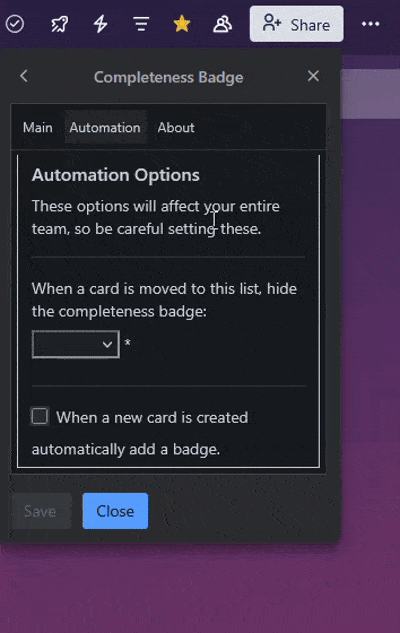 Share
Completeness Badge
Main Automation About
Automation Options
These options will affect your entire
team, so be careful setting these.
When a card is moved to this list, hide
the completeness badge:
*
When a new card is created
automatically add a badge.
Save Close